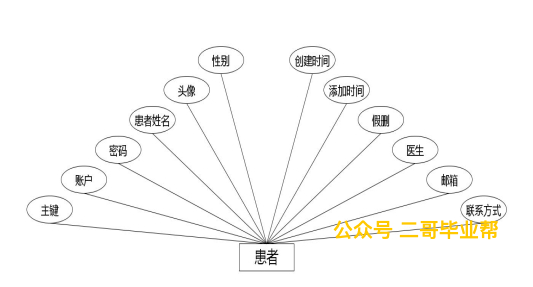 性别
创建时间
头像
添加时间
患者姓名
假删
密码
医生
账户
邮箱
主键
联系方式
公众号 二哥毕业帮
患者